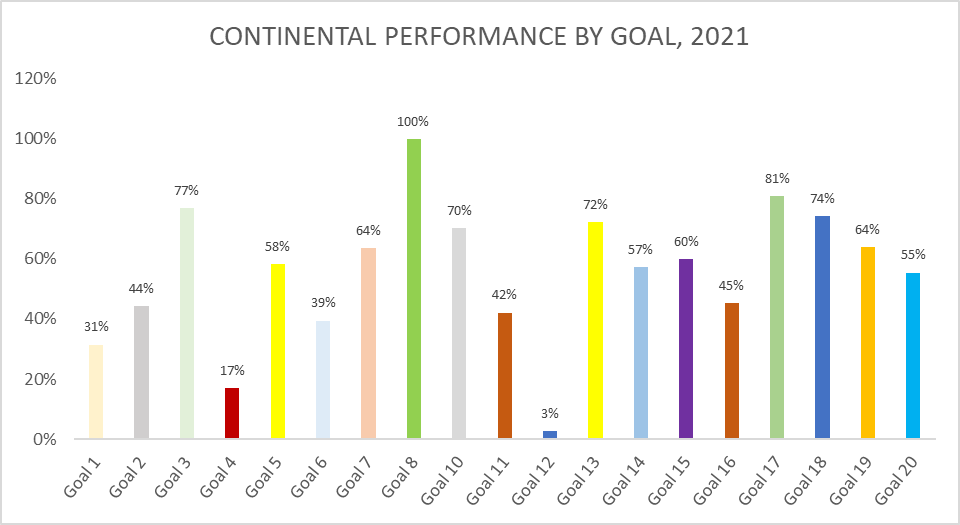 CONTINENTAL PERFORMANCE BY GOAL, 2021
120%
100%
80%
60%
40%
20%
0%
31%
44%
77%
17%
58%
39%
64%
100%
70%
42%
3%
72%
57%
60%
45%
81%
74%
64%
55%
Goal 1
Goal 2
Goal 3
Goal 4
Goal 5
Goal 6
Goal 7
Goal 8
Goal 10
Goal 11
Goal 12
Goal 13
Goal 14
Goal 15
Goal 16
Goal 17
Goal 18
Goal 19
Goal 20